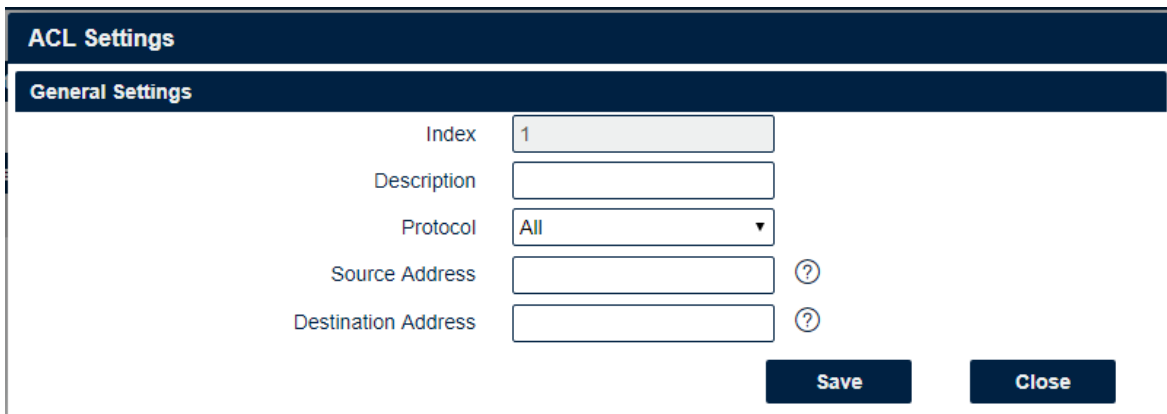 ACL Settings
General Settings
Index 1
Description
Protocol All
Source Address ?
Destination Address ?
Save Close